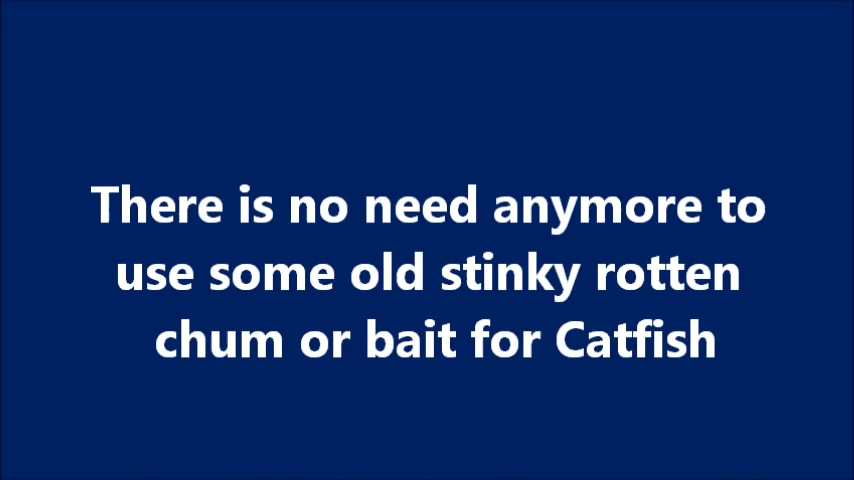 There is no need anymore to
use some old stinky rotten
chum or bait for Catfish